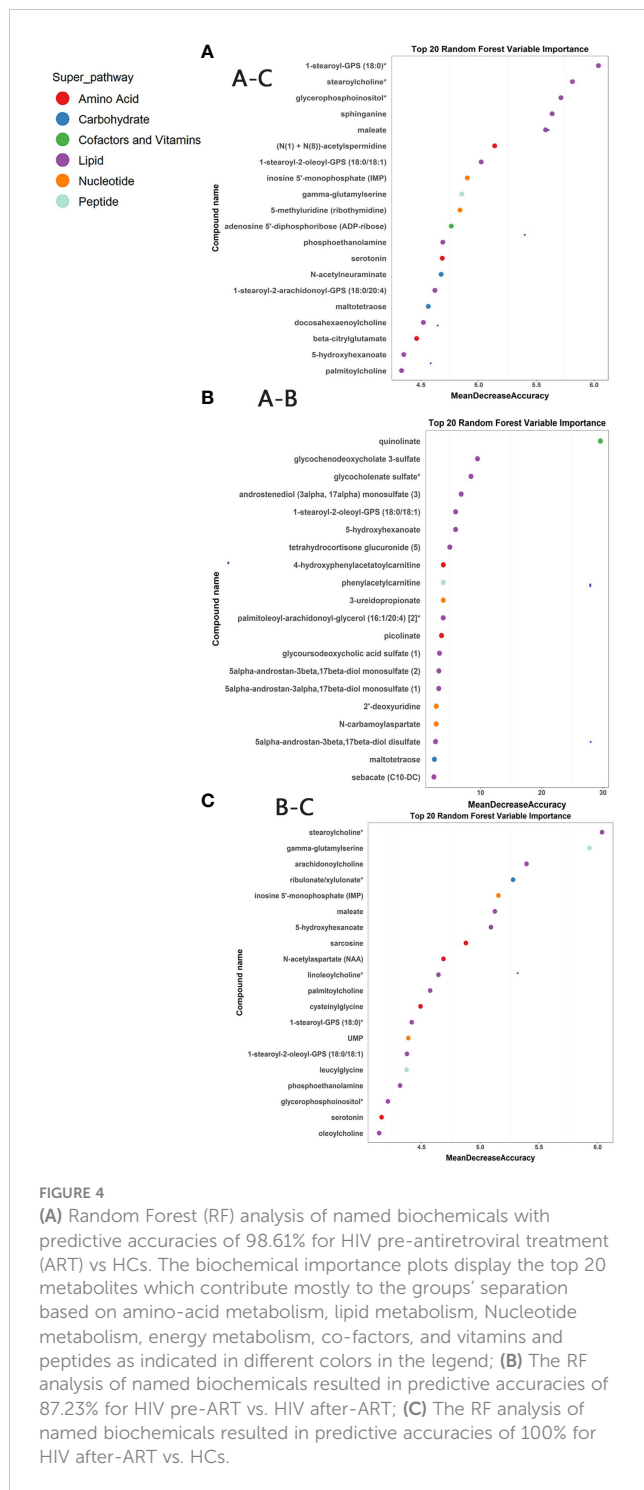 A
A-C
Top 20 Random Forest Variable Importance
Super_pathway
Amino Acid
Carbohydrate
Cofactors and Vitamins
Lipid
Nucleotide
Peptide
Compound name
1-stearoyl-GPS (18:0)*
stearoylcholine*
glycerophosphoinositol*
sphinganine
maleate
(N(1) + N(8))-acetylspermidine
1-stearoyl-2-oleoyl-GPS (18:0/18:1)
inosine 5'-monophosphate (IMP)
gamma-glutamylserine
5-methyluridine (ribothymidine)
adenosine 5'-diphosphoribose (ADP-ribose)
phosphoethanolamine
serotonin
N-acetylneuraminate
1-stearoyl-2-arachidonoyl-GPS (18:0/20:4)
maltotetraose
docosahexaenoylcholine
beta-citrylglutamate
5-hydroxyhexanoate
palmitoylcholine
4.5 5.0 5.5 6.0
MeanDecreaseAccuracy
B
A-B
Top 20 Random Forest Variable Importance
Compound name
quinolinate
glycochenodeoxycholate 3-sulfate
glycocholenate sulfate*
androstenediol (3alpha, 17alpha) monosulfate (3)
1-stearoyl-2-oleoyl-GPS (18:0/18:1)
5-hydroxyhexanoate
tetrahydrocortisone glucuronide (5)
4-hydroxyphenylacetatoylcarnitine
phenylacetylcarnitine
3-ureidopropionate
palmitoleoyl-arachidonoyl-glycerol (16:1/20:4) [2]*
picolinate
glycoursodeoxycholic acid sulfate (1)
5alpha-androstan-3beta,17beta-diol monosulfate (2)
5alpha-androstan-3alpha,17beta-diol monosulfate (1)
2'-deoxyuridine
N-carbamoylaspartate
5alpha-androstan-3beta,17beta-diol disulfate
maltotetraose
sebacate (C10-DC)
10 20 30
MeanDecreaseAccuracy
C
B-C
Top 20 Random Forest Variable Importance
Compound name
stearoylcholine*
gamma-glutamylserine
arachidonoylcholine
ribulonate/xylulonate*
inosine 5'-monophosphate (IMP)
maleate
5-hydroxyhexanoate
sarcosine
N-acetylaspartate (NAA)
linoleoylcholine*
palmitoylcholine
cysteinylglycine
1-stearoyl-GPS (18:0)*
UMP
1-stearoyl-2-oleoyl-GPS (18:0/18:1)
leucylglycine
phosphoethanolamine
glycerophosphoinositol*
serotonin
oleoylcholine
4.5 5.0 5.5 6.0
MeanDecreaseAccuracy
FIGURE 4
(A) Random Forest (RF) analysis of named biochemicals with
predictive accuracies of 98.61% for HIV pre-antiretroviral treatment
(ART) vs HCs. The biochemical importance plots display the top 20
metabolites which contribute mostly to the groups' separation
based on amino-acid metabolism, lipid metabolism, Nucleotide
metabolism, energy metabolism, co-factors, and vitamins and
peptides as indicated in different colors in the legend; (B) The RF
analysis of named biochemicals resulted in predictive accuracies of
87.23% for HIV pre-ART vs. HIV after-ART; (C) The RF analysis of
named biochemicals resulted in predictive accuracies of 100% for
HIV after-ART vs. HCs.